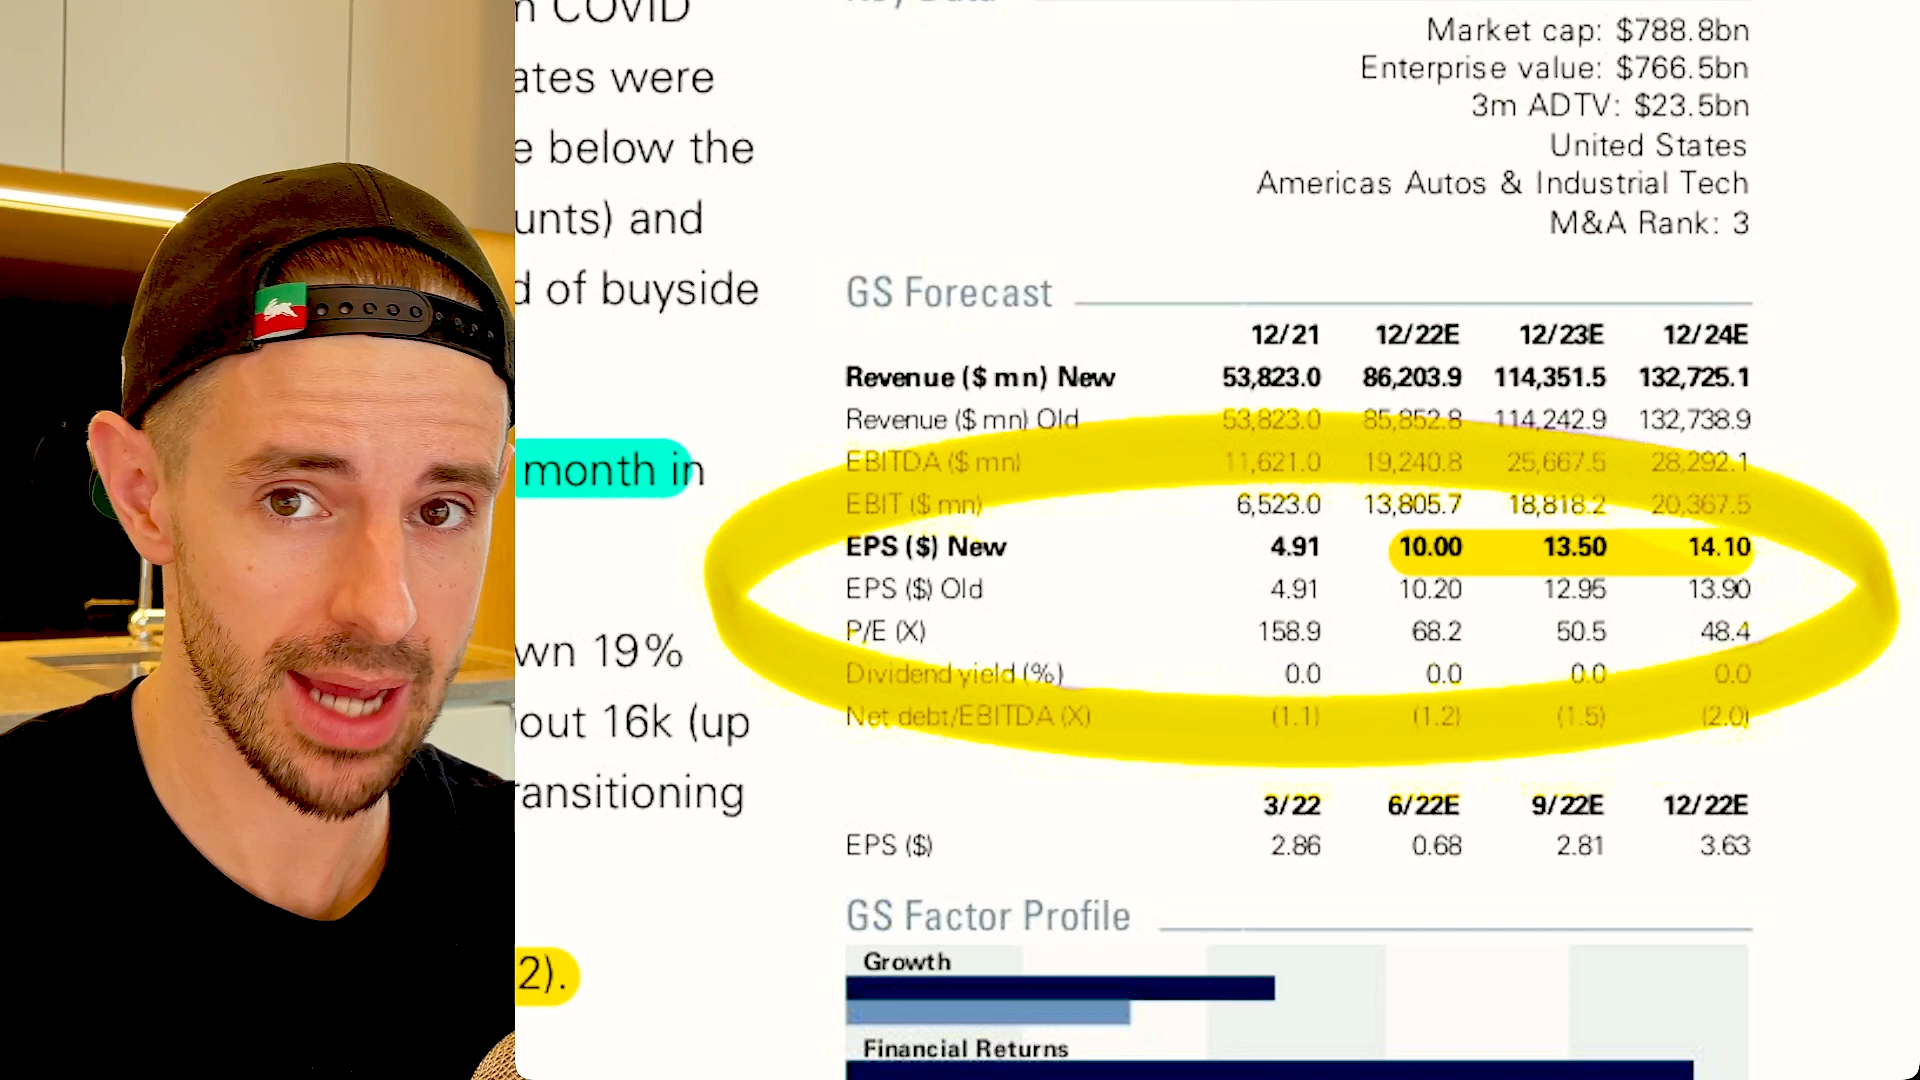 n COVID
ates were
e below the
unts) and
d of buyside
month in
wn 19%
out 16k (up
ransitioning
2).
Market cap: $788.8bn
Enterprise value: $766.5bn
3m ADTV: $23.5bn
United States
Americas Autos & Industrial Tech
M&A Rank: 3
GS Forecast
12/21 12/22E 12/23E 12/24E
Revenue ($ mn) New 53,823.0 86,203.9 114,351.5 132,725.1
Revenue ($ mn) Old 53,823.0 85,852.8 114,242.9 132,738.9
EBITDA ($ mn) 11,621.0 19,240.8 25,667.5 28,292.1
EBIT ($ mn) 6,523.0 13,805.7 18,818.2 20,367.5
EPS ($) New 4.91 10.00 13.50 14.10
EPS ($) Old 4.91 10.20 12.95 13.90
P/E (X) 158.9 68.2 50.5 48.4
Dividend yield (%) 0.0 0.0 0.0 0.0
Net debt/EBITDA (X) (1.1) (1.2) (1.5) (2.0)
3/22 6/22E 9/22E 12/22E
EPS ($) 2.86 0.68 2.81 3.63
GS Factor Profile
Growth
Financial Returns